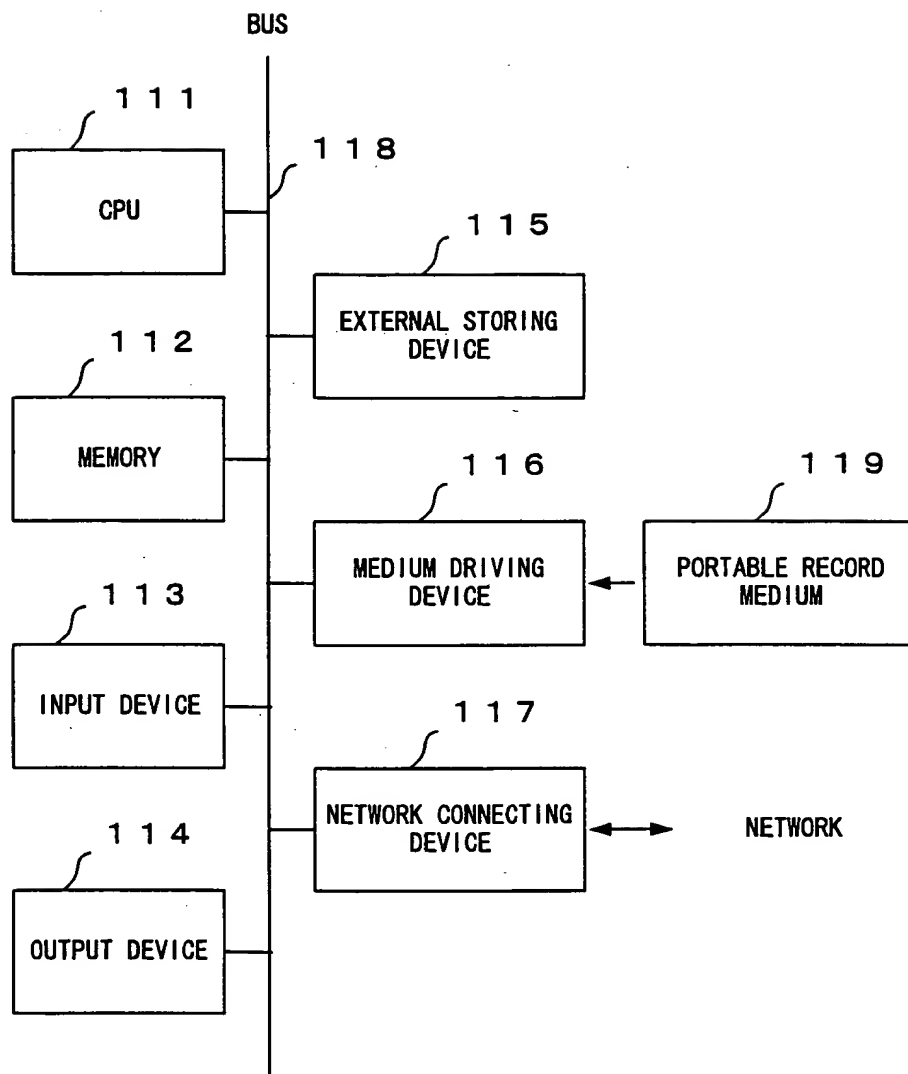 BUS
111
118
CPU
115
EXTERNAL STORING
DEVICE
112
MEMORY
116
119
MEDIUM DRIVING
DEVICE
PORTABLE RECORD
MEDIUM
113
INPUT DEVICE
117
NETWORK CONNECTING
DEVICE
NETWORK
114
OUTPUT DEVICE